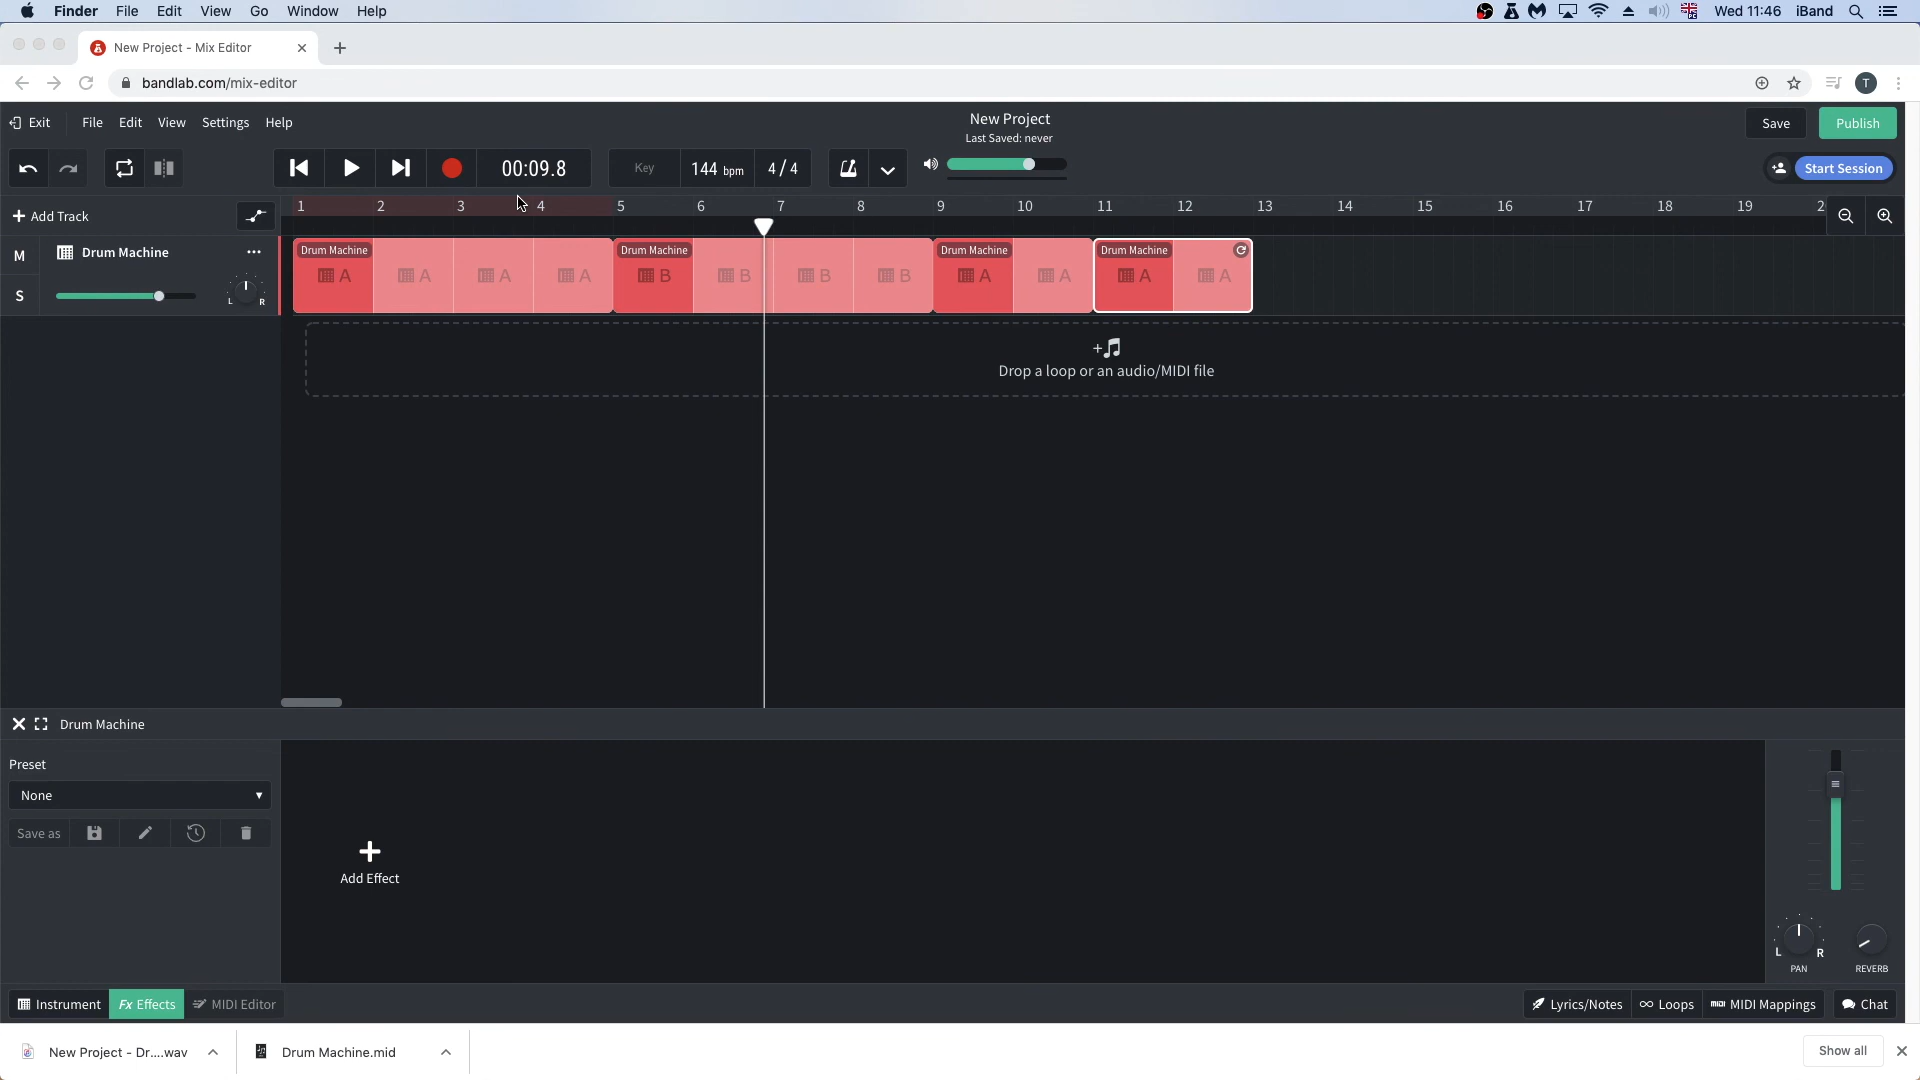 Finder File Edit View Go Window Help Wed 11:46 iBand
New Project - Mix Editor
bandlab.com/mix-editor T
Exit File Edit View Settings Help New Project Save Publish
Last Saved: never
00:09.8 Key 144 bpm 4/4 Start Session
+ Add Track 1 2 3 4 5 6 7 8 9 10 11 12 13 14 15 16 17 18 19 2
M Drum Machine Drum Machine Drum Machine Drum Machine Drum Machine
A A A A B B B B A A A A
S L R
Drop a loop or an audio/MIDI file
Drum Machine
Preset
None
Save as
Add Effect
L R
PAN REVERB
Instrument Fx Effects MIDI Editor Lyrics/Notes Loops MIDI Mappings Chat
New Project - Dr....wav Drum Machine.mid Show all